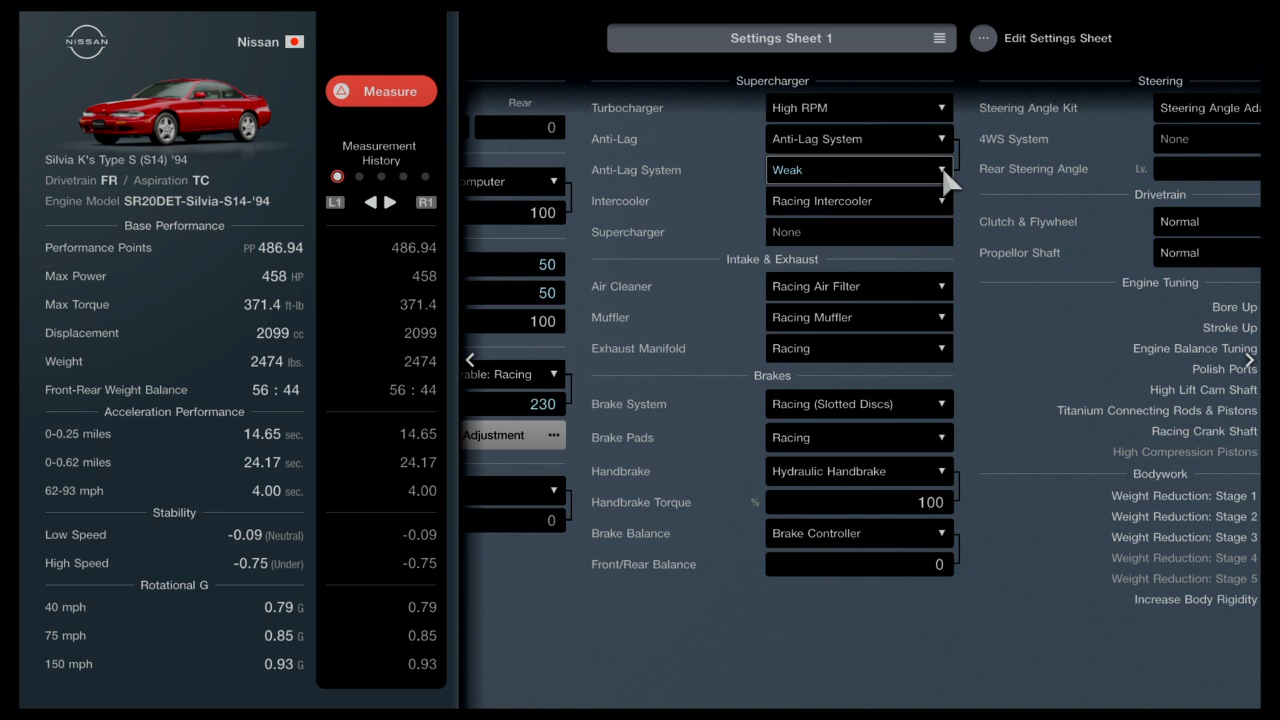 NISSAN
Nissan
Silvia K's Type S (S14) '94
Drivetrain FR / Aspiration TC
Engine Model SR20DET-Silvia-S14-'94
Base Performance
Performance Points PP 486.94
Max Power 458 HP
Max Torque 371.4 ft-lb
Displacement 2099 cc
Weight 2474 lbs.
Front-Rear Weight Balance 56 : 44
Acceleration Performance
0-0.25 miles 14.65 sec.
0-0.62 miles 24.17 sec.
62-93 mph 4.00 sec.
Stability
Low Speed -0.09 (Neutral)
High Speed -0.75 (Under)
Rotational G
40 mph 0.79 G
75 mph 0.85 G
150 mph 0.93 G
Measure
Measurement
History
L1 R1
486.94
458
371.4
2099
2474
56 : 44
14.65
24.17
4.00
-0.09
-0.75
0.79
0.85
0.93
Settings Sheet 1
Edit Settings Sheet
Rear
0
omputer
100
50
50
100
able: Racing
230
Adjustment
0
Supercharger
Turbocharger High RPM
Anti-Lag Anti-Lag System
Anti-Lag System Weak
Intercooler Racing Intercooler
Supercharger None
Intake & Exhaust
Air Cleaner Racing Air Filter
Muffler Racing Muffler
Exhaust Manifold Racing
Brakes
Brake System Racing (Slotted Discs)
Brake Pads Racing
Handbrake Hydraulic Handbrake
Handbrake Torque % 100
Brake Balance Brake Controller
Front/Rear Balance 0
Steering
Steering Angle Kit Steering Angle Ada
4WS System None
Rear Steering Angle Lv.
Drivetrain
Clutch & Flywheel Normal
Propellor Shaft Normal
Engine Tuning
Bore Up
Stroke Up
Engine Balance Tuning
Polish Ports
High Lift Cam Shaft
Titanium Connecting Rods & Pistons
Racing Crank Shaft
High Compression Pistons
Bodywork
Weight Reduction: Stage 1
Weight Reduction: Stage 2
Weight Reduction: Stage 3
Weight Reduction: Stage 4
Weight Reduction: Stage 5
Increase Body Rigidity